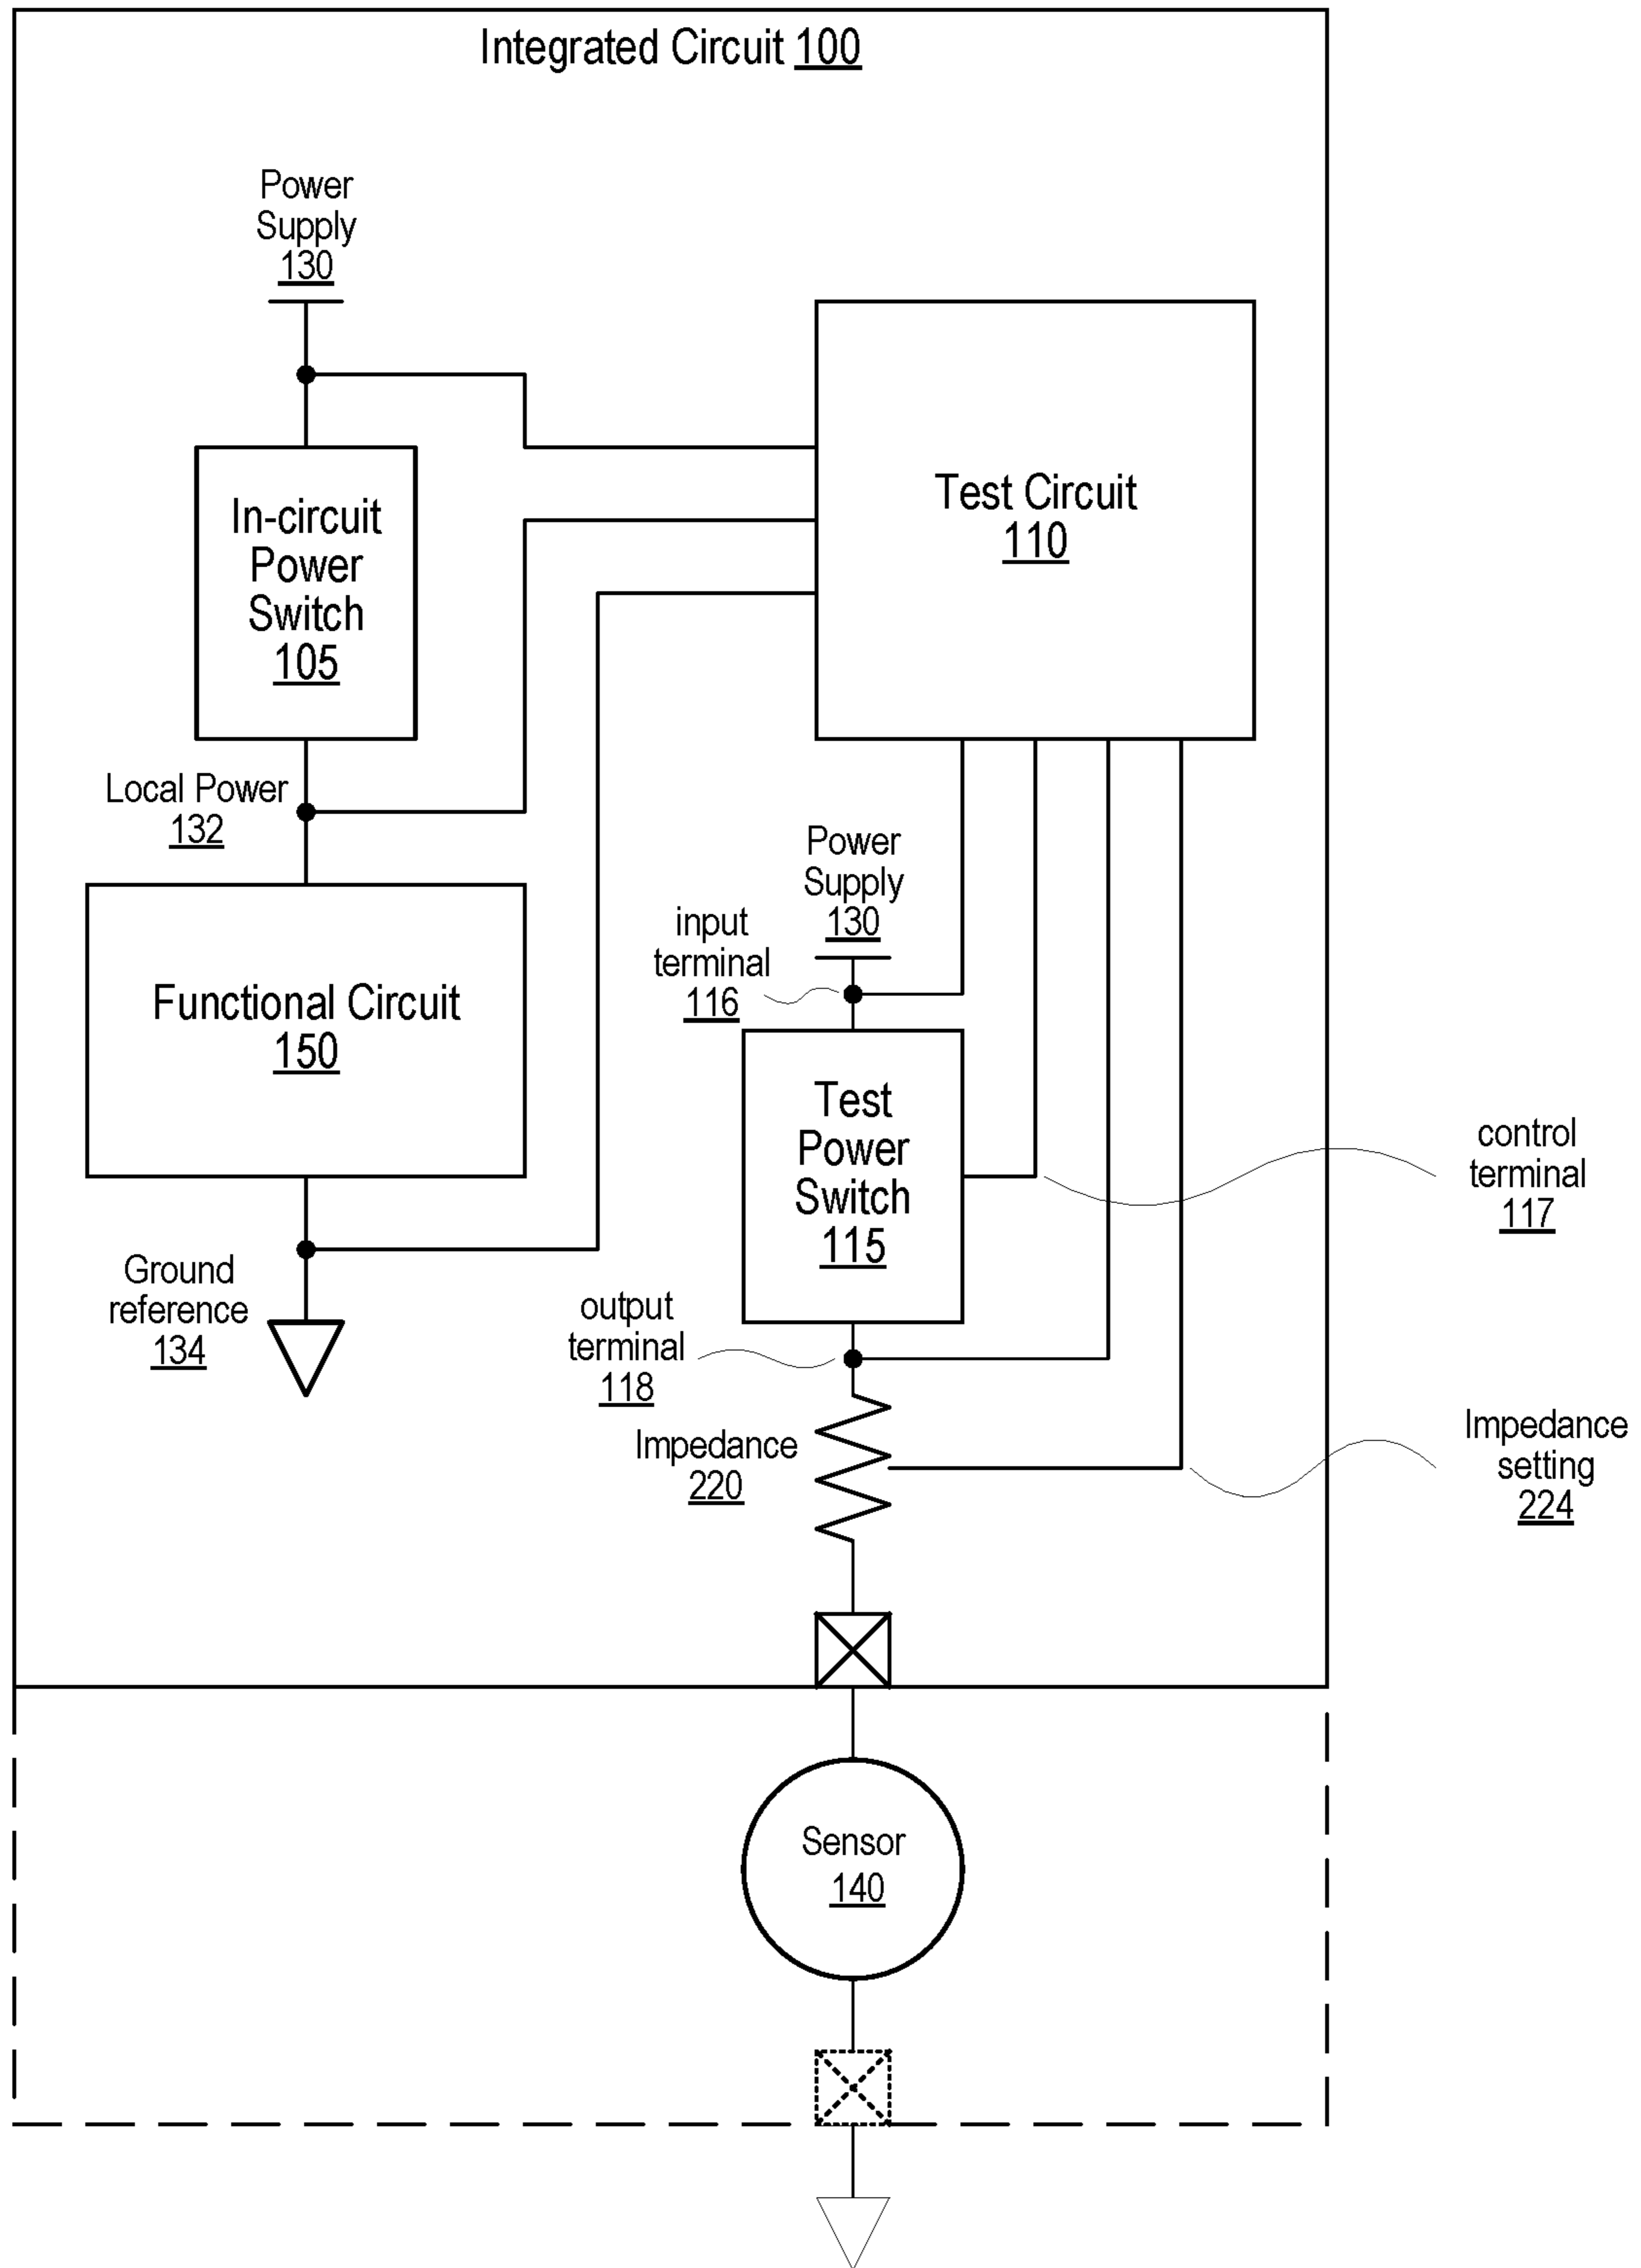 Integrated Circuit 100
Power
Supply
130
In-circuit
Power
Switch
105
Test Circuit
110
Local Power
132
Functional Circuit
150
Ground
reference
134
Power
Supply
130
input
terminal
116
Test
Power
Switch
115
control
terminal
117
output
terminal
118
Impedance
220
Impedance
setting
224
Sensor
140